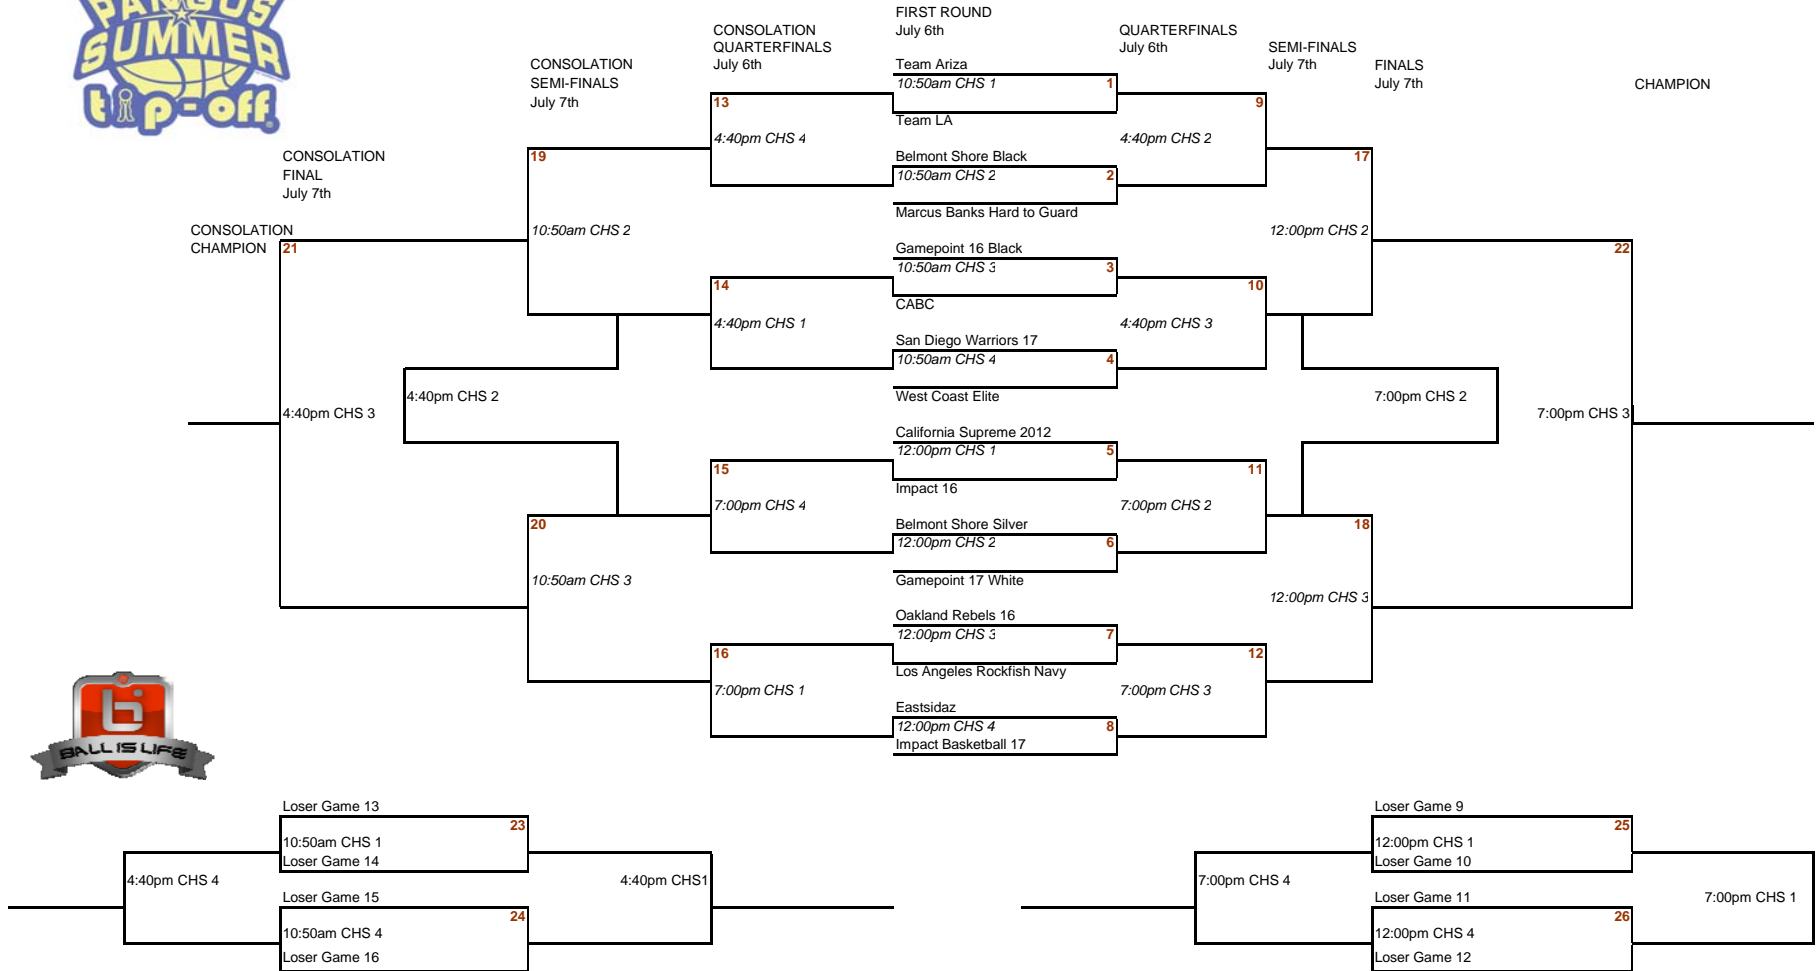 PANGOS
SUMMER
tip-off
FIRST ROUND
July 6th
CONSOLATION
QUARTERFINALS
July 6th
QUARTERFINALS
July 6th
CONSOLATION
SEMI-FINALS
July 7th
SEMI-FINALS
July 7th
FINALS
July 7th
CHAMPION
CONSOLATION
FINAL
July 7th
CONSOLATION
CHAMPION
Team Ariza
10:50am CHS 1 1
Team LA
Belmont Shore Black
10:50am CHS 2 2
Marcus Banks Hard to Guard
Gamepoint 16 Black
10:50am CHS 3 3
CABC
San Diego Warriors 17
10:50am CHS 4 4
West Coast Elite
California Supreme 2012
12:00pm CHS 1 5
Impact 16
Belmont Shore Silver
12:00pm CHS 2 6
Gamepoint 17 White
Oakland Rebels 16
12:00pm CHS 3 7
Los Angeles Rockfish Navy
Eastsidaz
12:00pm CHS 4 8
Impact Basketball 17
13
4:40pm CHS 4
14
4:40pm CHS 1
15
7:00pm CHS 4
16
7:00pm CHS 1
9
4:40pm CHS 2
10
4:40pm CHS 3
11
7:00pm CHS 2
12
7:00pm CHS 3
19
10:50am CHS 2
20
10:50am CHS 3
17
12:00pm CHS 2
18
12:00pm CHS 3
21
4:40pm CHS 3
4:40pm CHS 2
22
7:00pm CHS 2
7:00pm CHS 3
BALL IS LIFE
Loser Game 13
23
10:50am CHS 1
Loser Game 14
4:40pm CHS 4
4:40pm CHS1
Loser Game 15
24
10:50am CHS 4
Loser Game 16
Loser Game 9
25
12:00pm CHS 1
Loser Game 10
7:00pm CHS 4
7:00pm CHS 1
Loser Game 11
26
12:00pm CHS 4
Loser Game 12